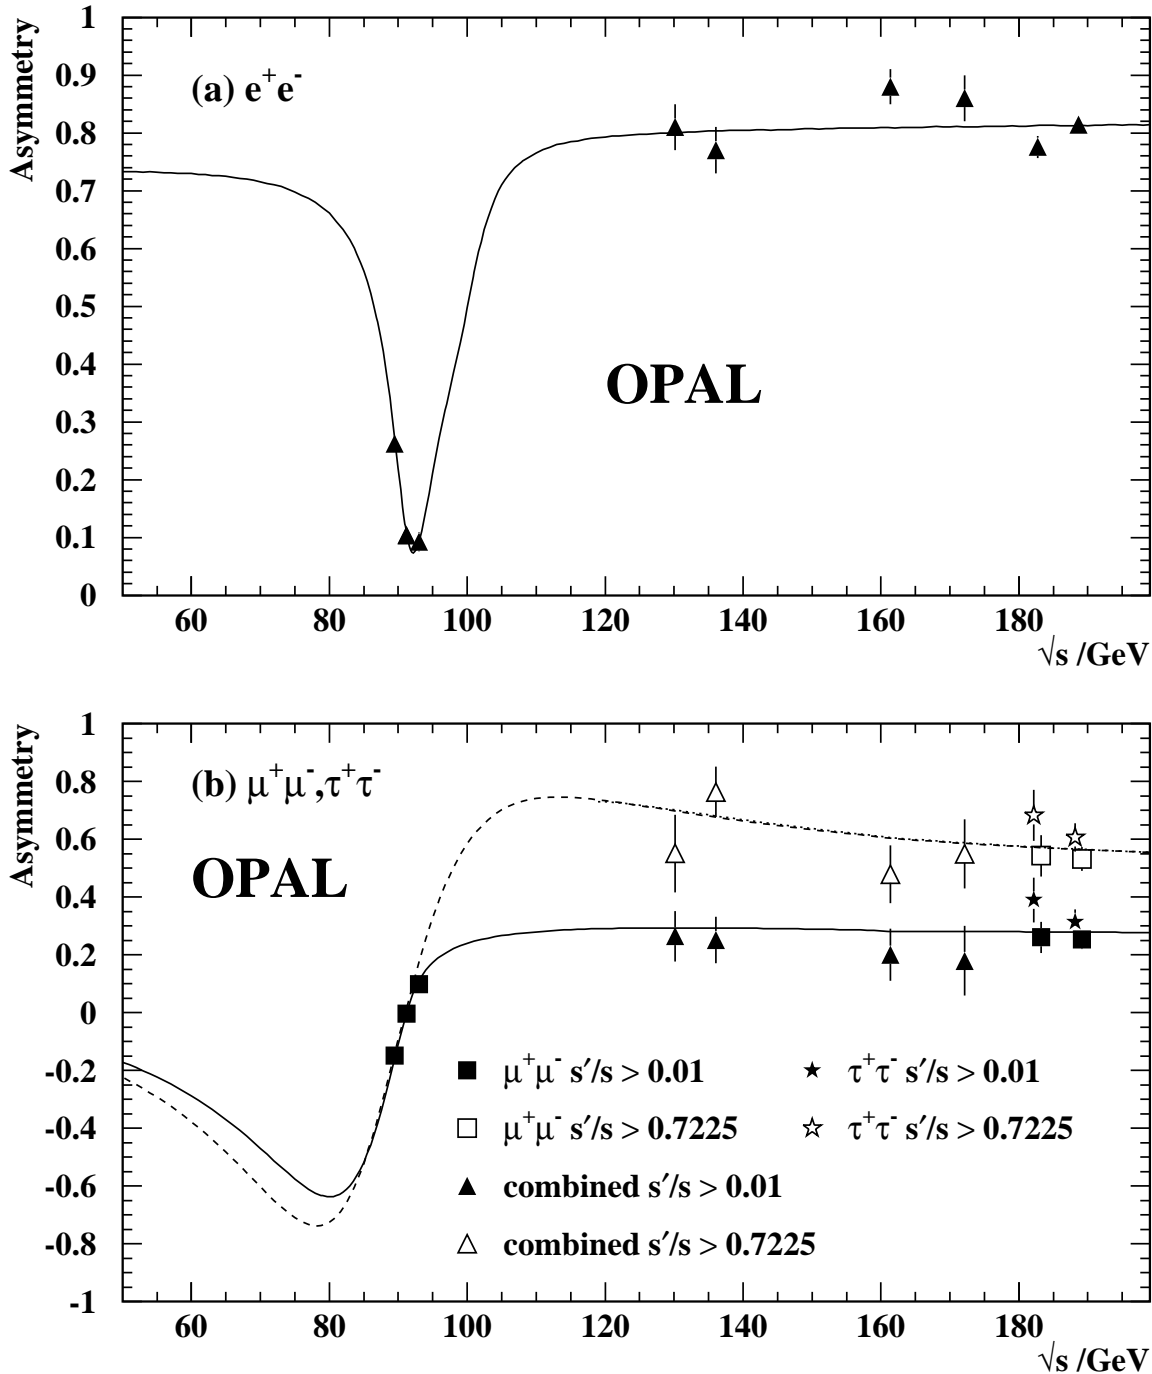 1
0.9
0.8
0.7
0.6
0.5
0.4
0.3
0.2
0.1
0
Asymmetry
(a) e⁺e⁻
OPAL
60 80 100 120 140 160 180
√s /GeV
1
0.8
0.6
0.4
0.2
0
-0.2
-0.4
-0.6
-0.8
-1
Asymmetry
(b) μ⁺μ⁻,τ⁺τ⁻
OPAL
μ⁺μ⁻ s′/s > 0.01
τ⁺τ⁻ s′/s > 0.01
μ⁺μ⁻ s′/s > 0.7225
τ⁺τ⁻ s′/s > 0.7225
combined s′/s > 0.01
combined s′/s > 0.7225
60 80 100 120 140 160 180
√s /GeV